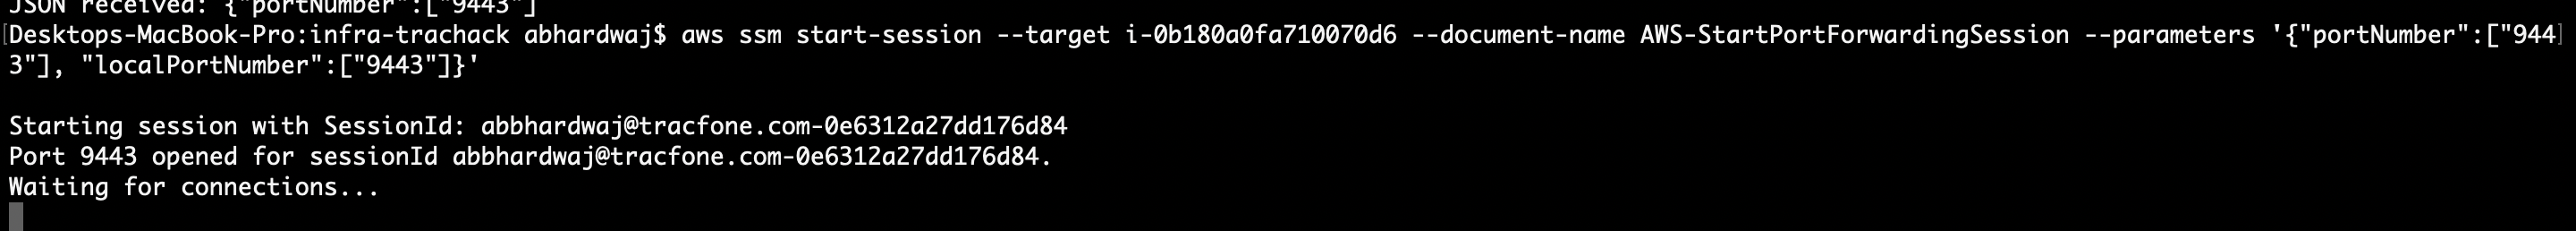 JSON received: {"portNumber":["9443"]
[Desktops-MacBook-Pro:infra-trachack abhardwaj$ aws ssm start-session --target i-0b180a0fa710070d6 --document-name AWS-StartPortForwardingSession --parameters '{"portNumber":["944]
3"], "localPortNumber":["9443"]}'
Starting session with SessionId: abbhardwaj@tracfone.com-0e6312a27dd176d84
Port 9443 opened for sessionId abbhardwaj@tracfone.com-0e6312a27dd176d84.
Waiting for connections...